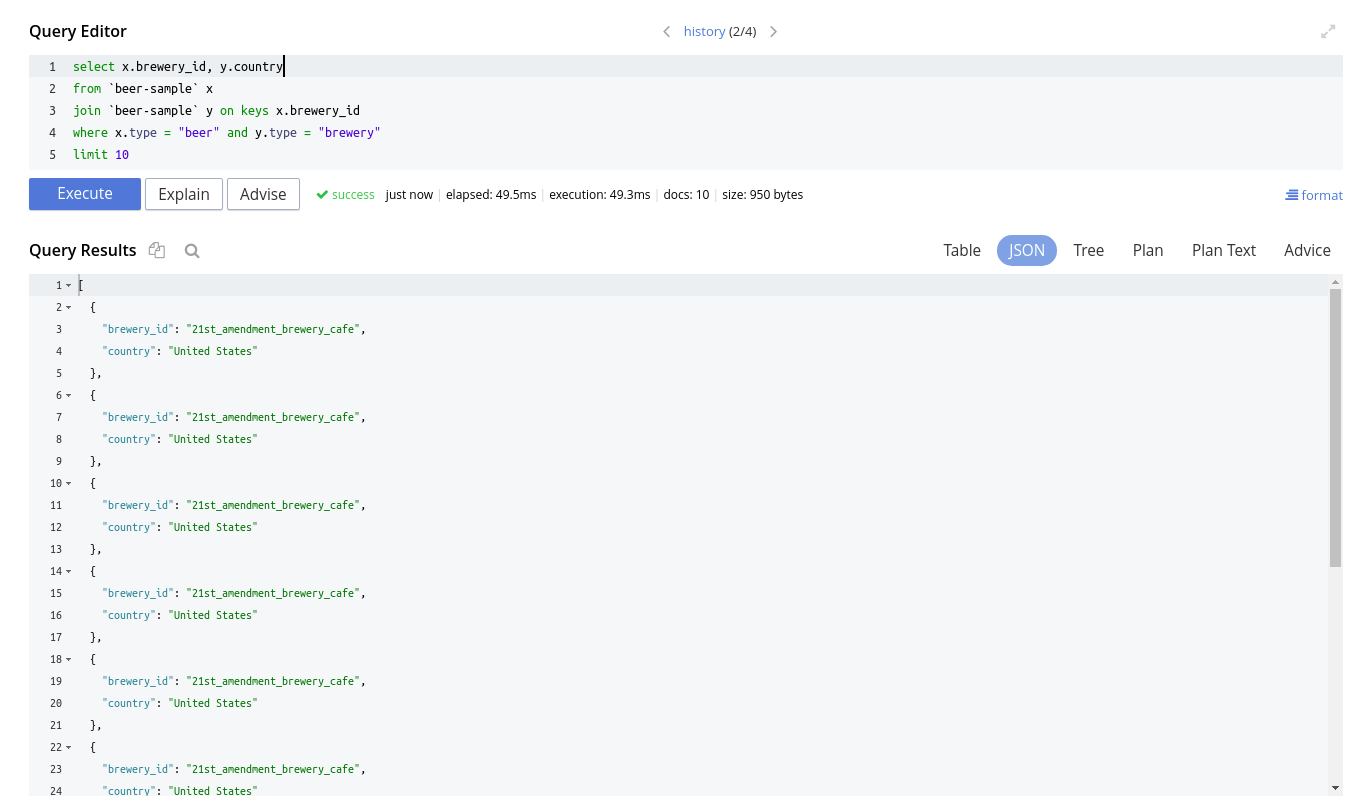 Query Editor
history (2/4)
1 select x.brewery_id, y.country
2 from `beer-sample` x
3 join `beer-sample` y on keys x.brewery_id
4 where x.type = "beer" and y.type = "brewery"
5 limit 10
Execute Explain Advise success just now elapsed: 49.5ms execution: 49.3ms docs: 10 size: 950 bytes format
Query Results Table JSON Tree Plan Plan Text Advice
1 [
2 {
3 "brewery_id": "21st_amendment_brewery_cafe",
4 "country": "United States"
5 },
6 {
7 "brewery_id": "21st_amendment_brewery_cafe",
8 "country": "United States"
9 },
10 {
11 "brewery_id": "21st_amendment_brewery_cafe",
12 "country": "United States"
13 },
14 {
15 "brewery_id": "21st_amendment_brewery_cafe",
16 "country": "United States"
17 },
18 {
19 "brewery_id": "21st_amendment_brewery_cafe",
20 "country": "United States"
21 },
22 {
23 "brewery_id": "21st_amendment_brewery_cafe",
24 "country": "United States"